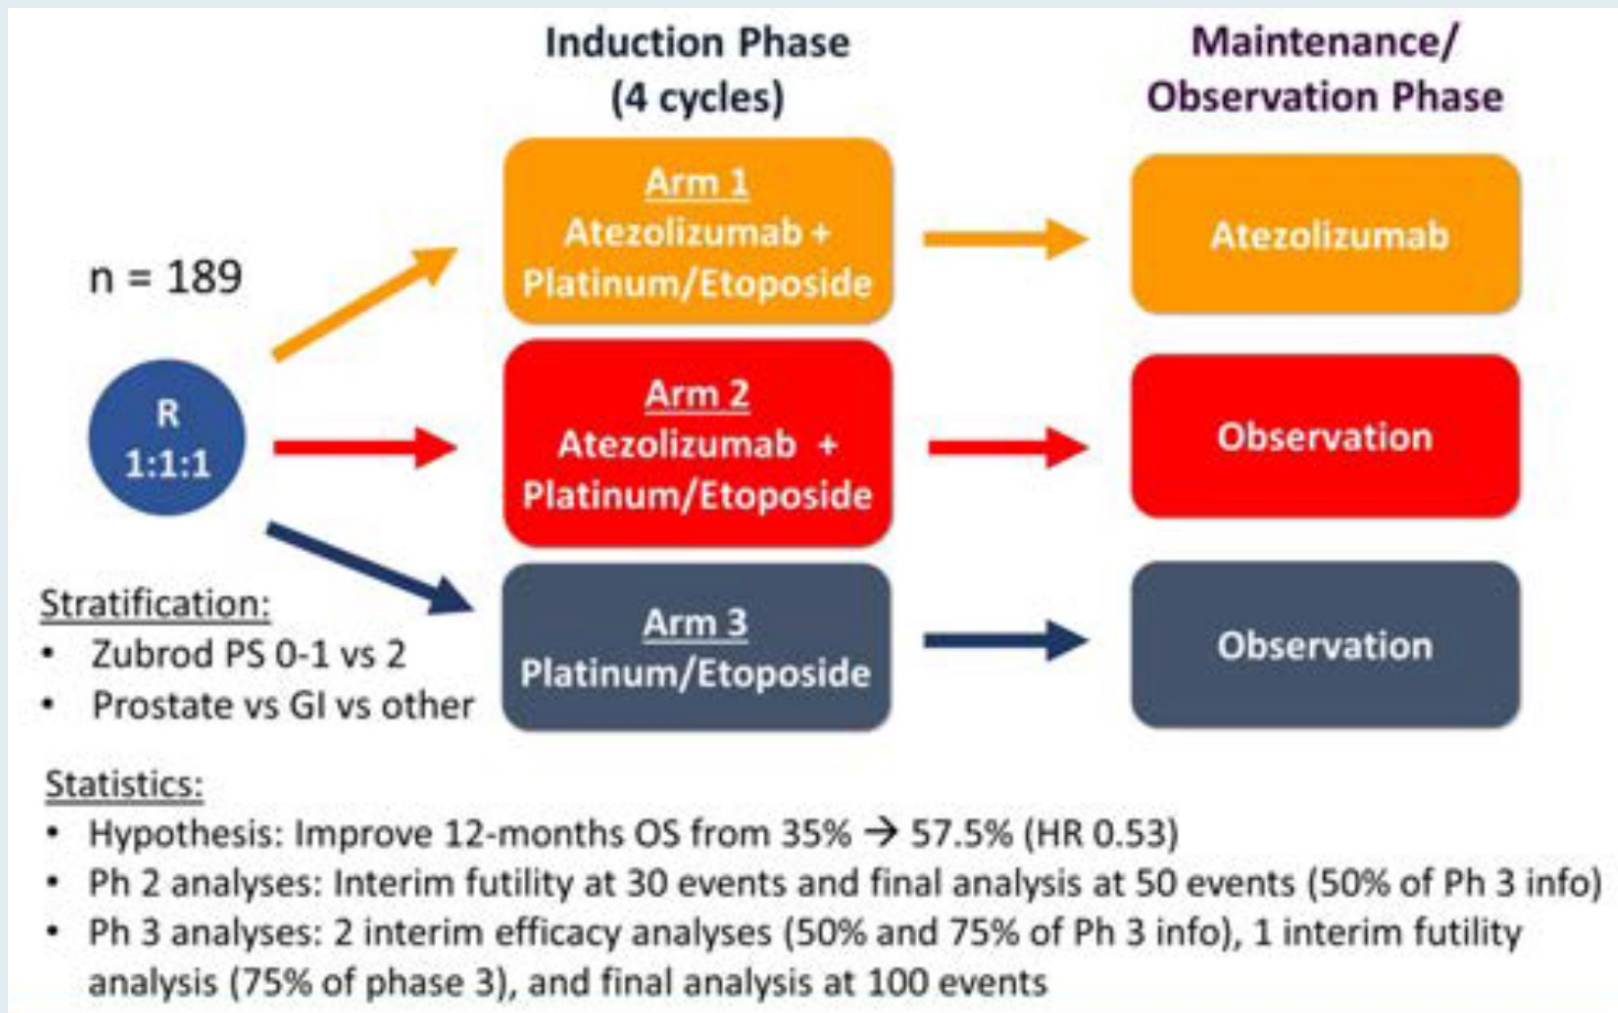 Induction Phase
(4 cycles)
Maintenance/
Observation Phase
n = 189
R
1:1:1
Arm 1
Atezolizumab +
Platinum/Etoposide
Atezolizumab
Arm 2
Atezolizumab +
Platinum/Etoposide
Observation
Arm 3
Platinum/Etoposide
Observation
Stratification:
• Zubrod PS 0-1 vs 2
• Prostate vs GI vs other
Statistics:
• Hypothesis: Improve 12-months OS from 35% → 57.5% (HR 0.53)
• Ph 2 analyses: Interim futility at 30 events and final analysis at 50 events (50% of Ph 3 info)
• Ph 3 analyses: 2 interim efficacy analyses (50% and 75% of Ph 3 info), 1 interim futility
analysis (75% of phase 3), and final analysis at 100 events